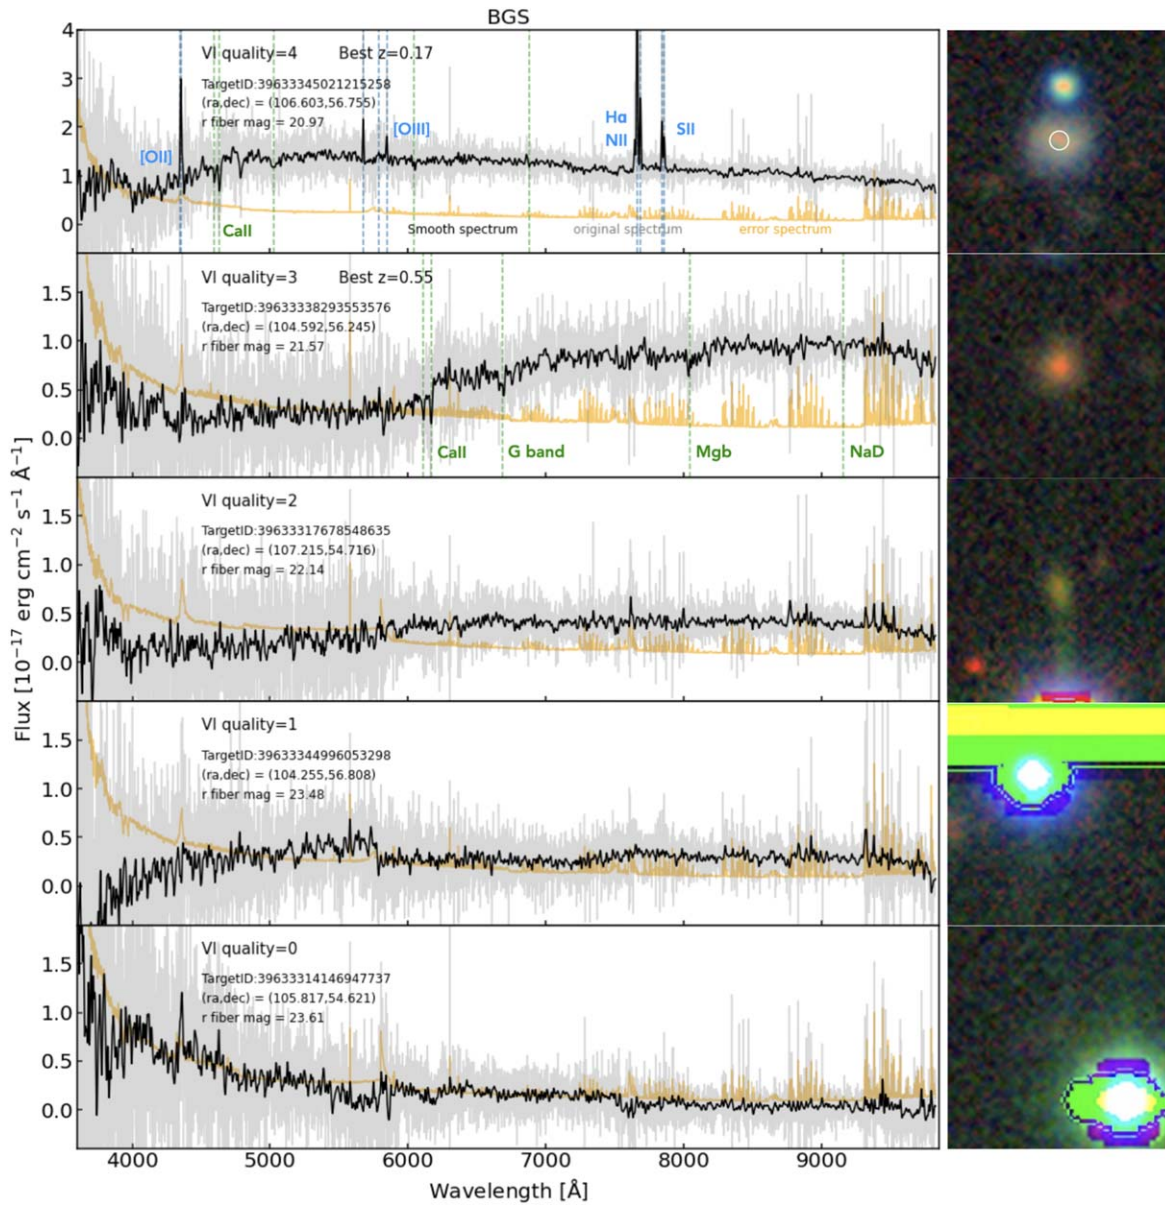 BGS
4
3
2
1
0
VI quality=4 Best z=0.17
TargetID:39633345021215258
(ra,dec) = (106.603,56.755)
r fiber mag = 20.97
[OII]
[OIII]
Hα
NII
SII
CaII
Smooth spectrum
original spectrum
error spectrum
1.5
1.0
0.5
0.0
VI quality=3 Best z=0.55
TargetID:39633338293553576
(ra,dec) = (104.592,56.245)
r fiber mag = 21.57
CaII
G band
Mgb
NaD
1.5
1.0
0.5
0.0
VI quality=2
TargetID:39633317678548635
(ra,dec) = (107.215,54.716)
r fiber mag = 22.14
1.5
1.0
0.5
0.0
VI quality=1
TargetID:39633344996053298
(ra,dec) = (104.255,56.808)
r fiber mag = 23.48
1.5
1.0
0.5
0.0
VI quality=0
TargetID:39633314146947737
(ra,dec) = (105.817,54.621)
r fiber mag = 23.61
Flux [10⁻¹⁷ erg cm⁻² s⁻¹ Å⁻¹]
4000 5000 6000 7000 8000 9000
Wavelength [Å]